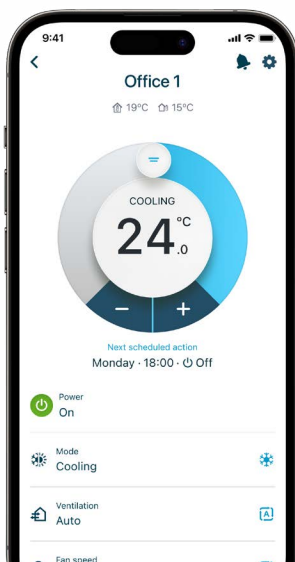 9:41
Office 1
19°C 15°C
COOLING
24.0 °C
− +
Next scheduled action
Monday · 18:00 · Off
Power
On
Mode
Cooling
Ventilation
Auto
A
Fan speed